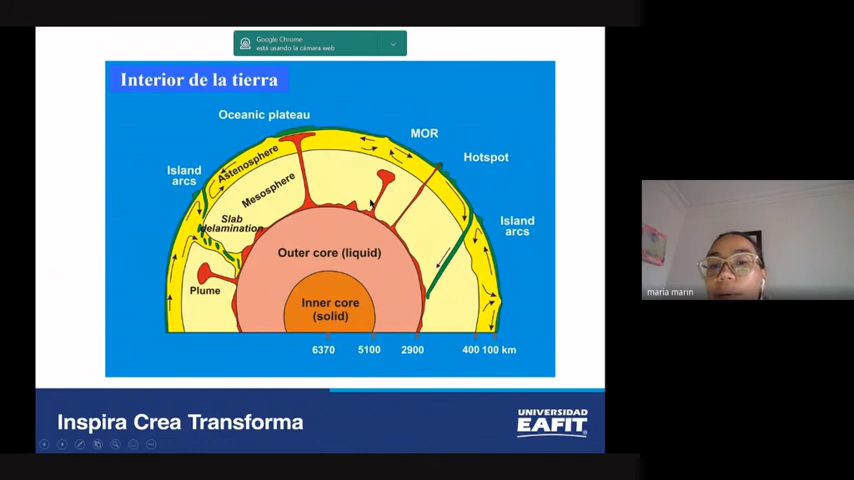 Google Chrome
está usando la cámara web
Interior de la tierra
Oceanic plateau
MOR
Hotspot
Island
arcs
Astenosphere
Mesosphere
Slab
delamination
Island
arcs
Outer core (liquid)
Plume
Inner core
(solid)
6370
5100
2900
400
100 km
maria marin
Inspira Crea Transforma
UNIVERSIDAD
EAFIT